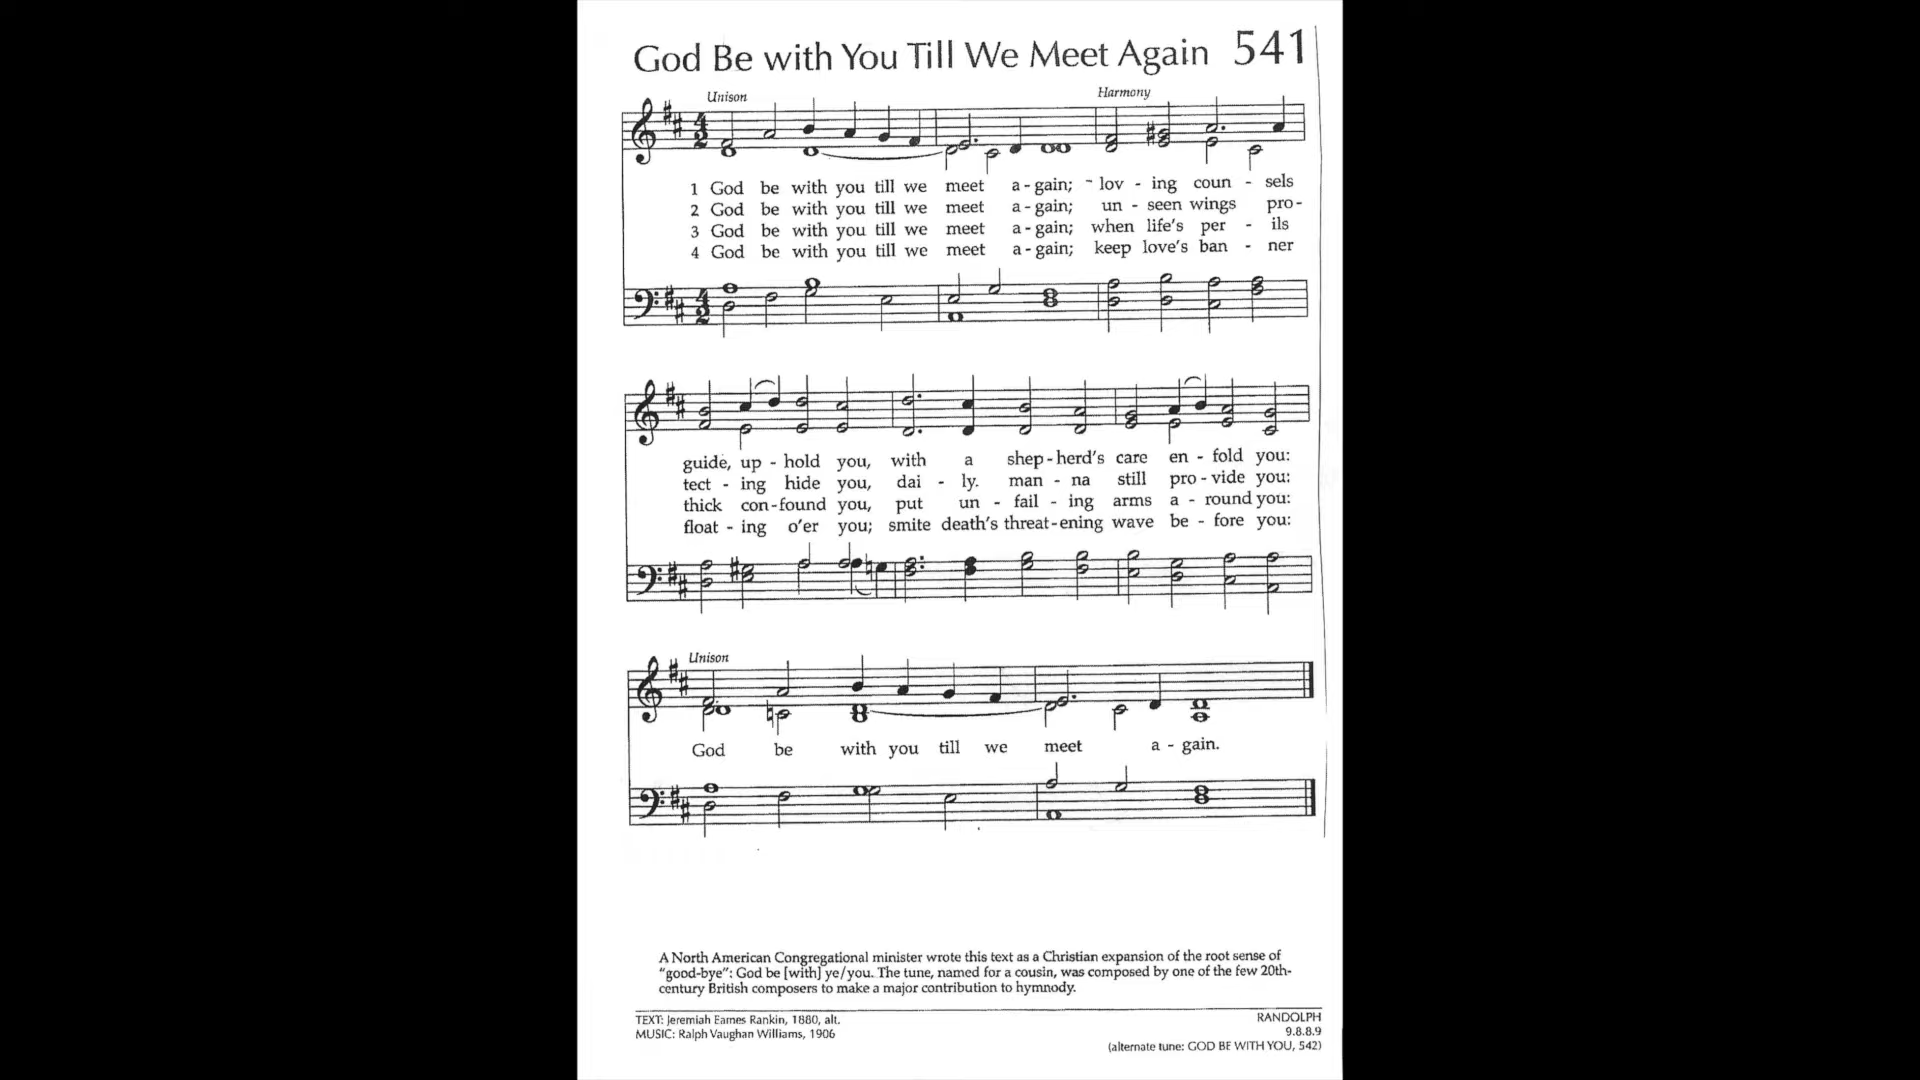 God Be with You Till We Meet Again 541
Unison Harmony
1 God be with you till we meet a-gain; lov - ing coun - sels
2 God be with you till we meet a-gain; un - seen wings pro-
3 God be with you till we meet a-gain; when life's per - ils
4 God be with you till we meet a-gain; keep love's ban - ner
guide, up - hold you, with a shep-herd's care en - fold you:
tect - ing hide you, dai - ly. man - na still pro - vide you:
thick con-found you, put un - fail - ing arms a - round you:
float - ing o'er you; smite death's threat-ening wave be - fore you:
Unison
God be with you till we meet a - gain.
A North American Congregational minister wrote this text as a Christian expansion of the root sense of
"good-bye": God be [with] ye/you. The tune, named for a cousin, was composed by one of the few 20th-
century British composers to make a major contribution to hymnody.
TEXT: Jeremiah Eames Rankin, 1880, alt.
MUSIC: Ralph Vaughan Williams, 1906
RANDOLPH
9.8.8.9
(alternate tune: GOD BE WITH YOU, 542)